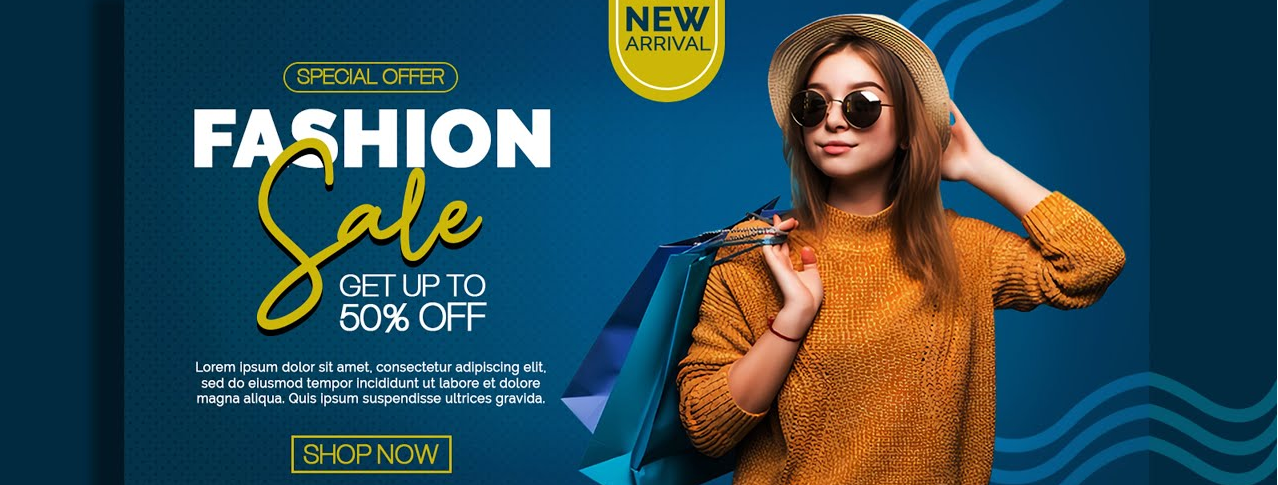 NEW
ARRIVAL
SPECIAL OFFER
FASHION
Sale
GET UP TO
50% OFF
Lorem ipsum dolor sit amet, consectetur adipiscing elit,
sed do eiusmod tempor incididunt ut labore et dolore
magna aliqua. Quis ipsum suspendisse ultrices gravida.
SHOP NOW